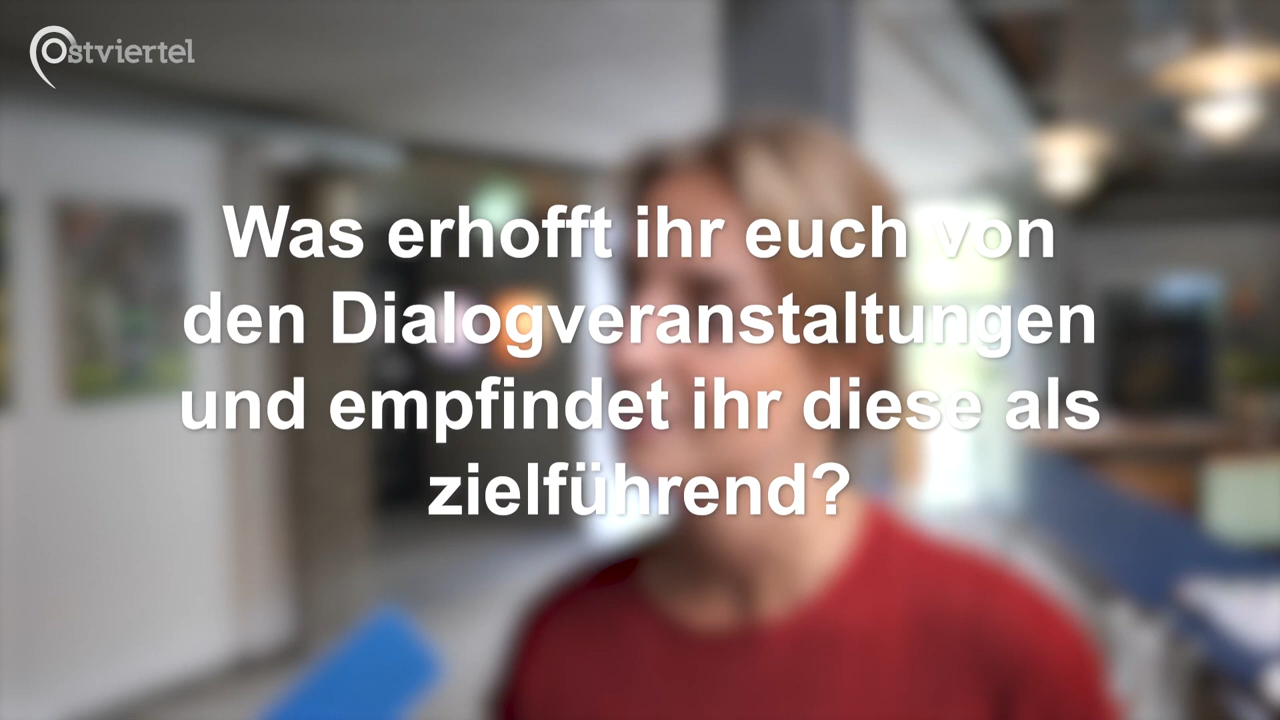 Ostviertel
Was erhofft ihr euch von
den Dialogveranstaltungen
und empfindet ihr diese als
zielführend?